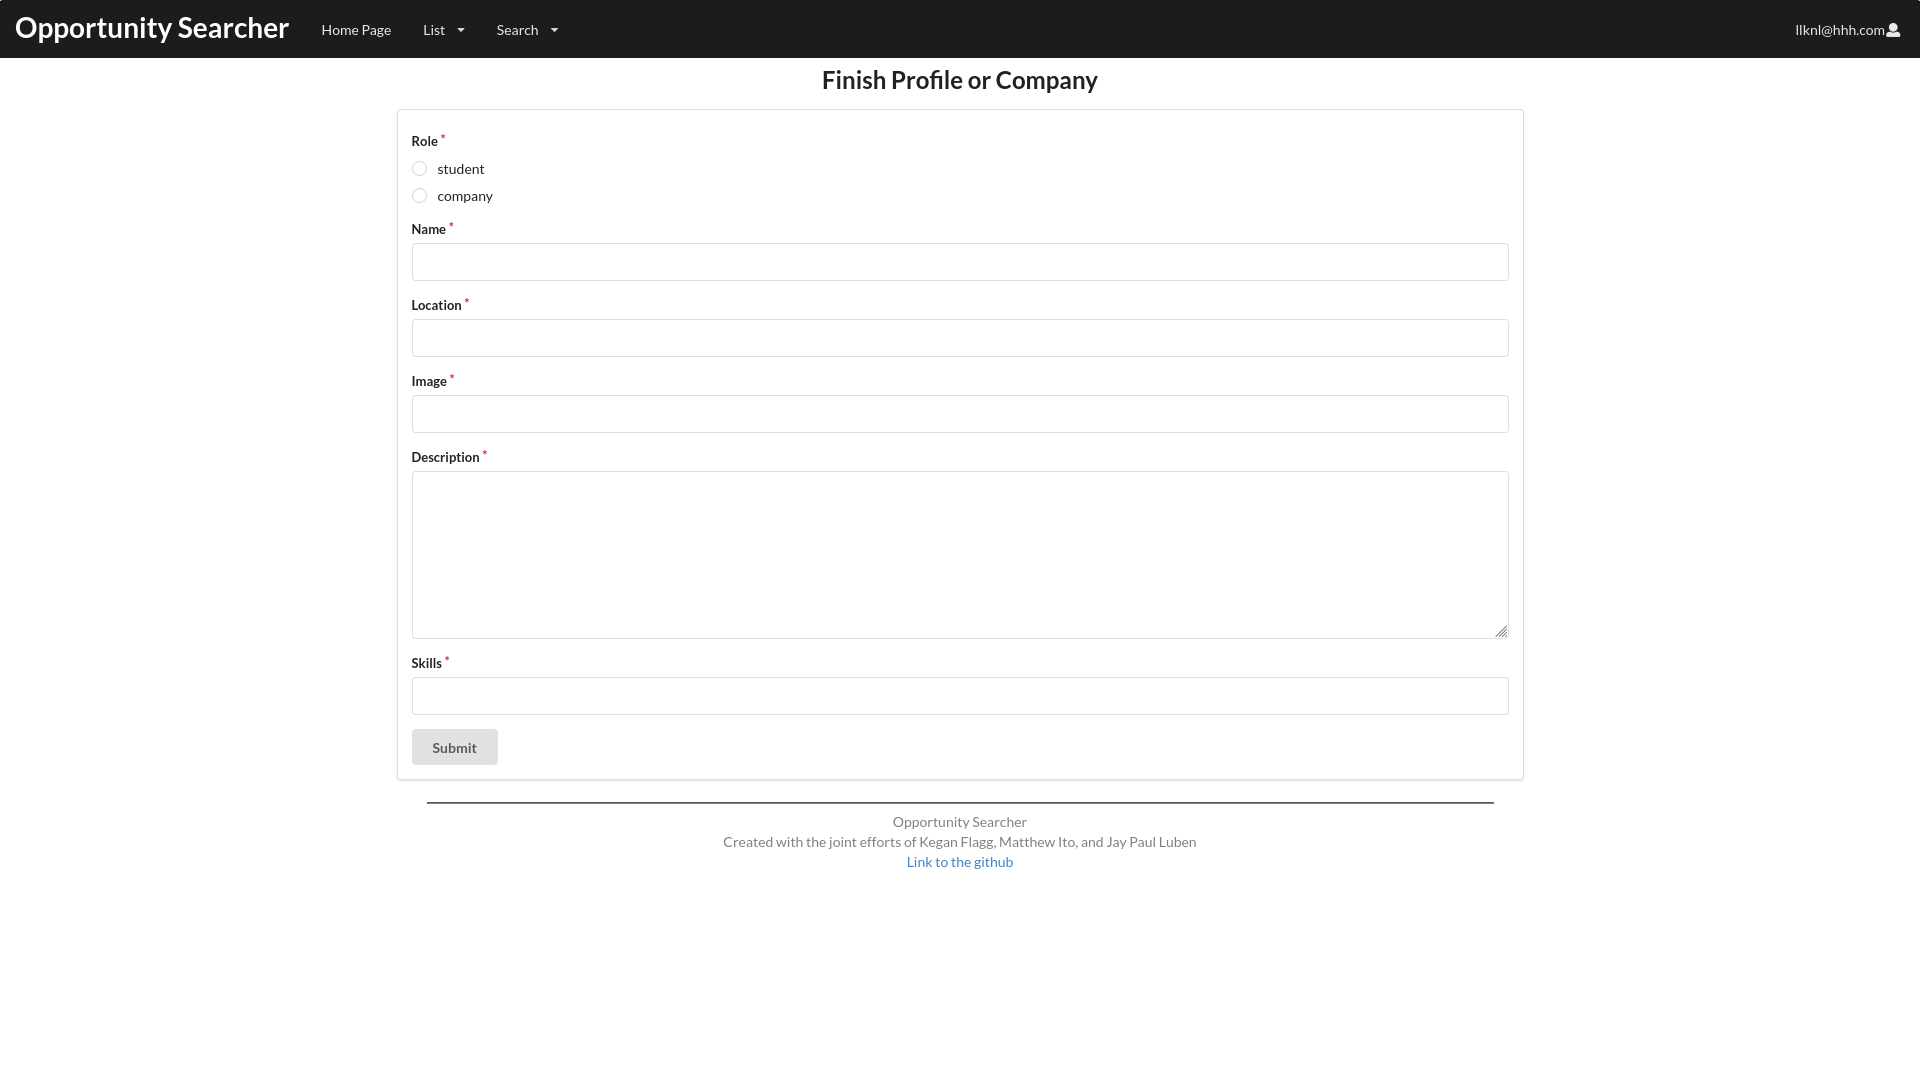 Opportunity Searcher Home Page List Search llknl@hhh.com
Finish Profile or Company
Role *
student
company
Name *
Location *
Image *
Description *
Skills *
Submit
Opportunity Searcher
Created with the joint efforts of Kegan Flagg, Matthew Ito, and Jay Paul Luben
Link to the github